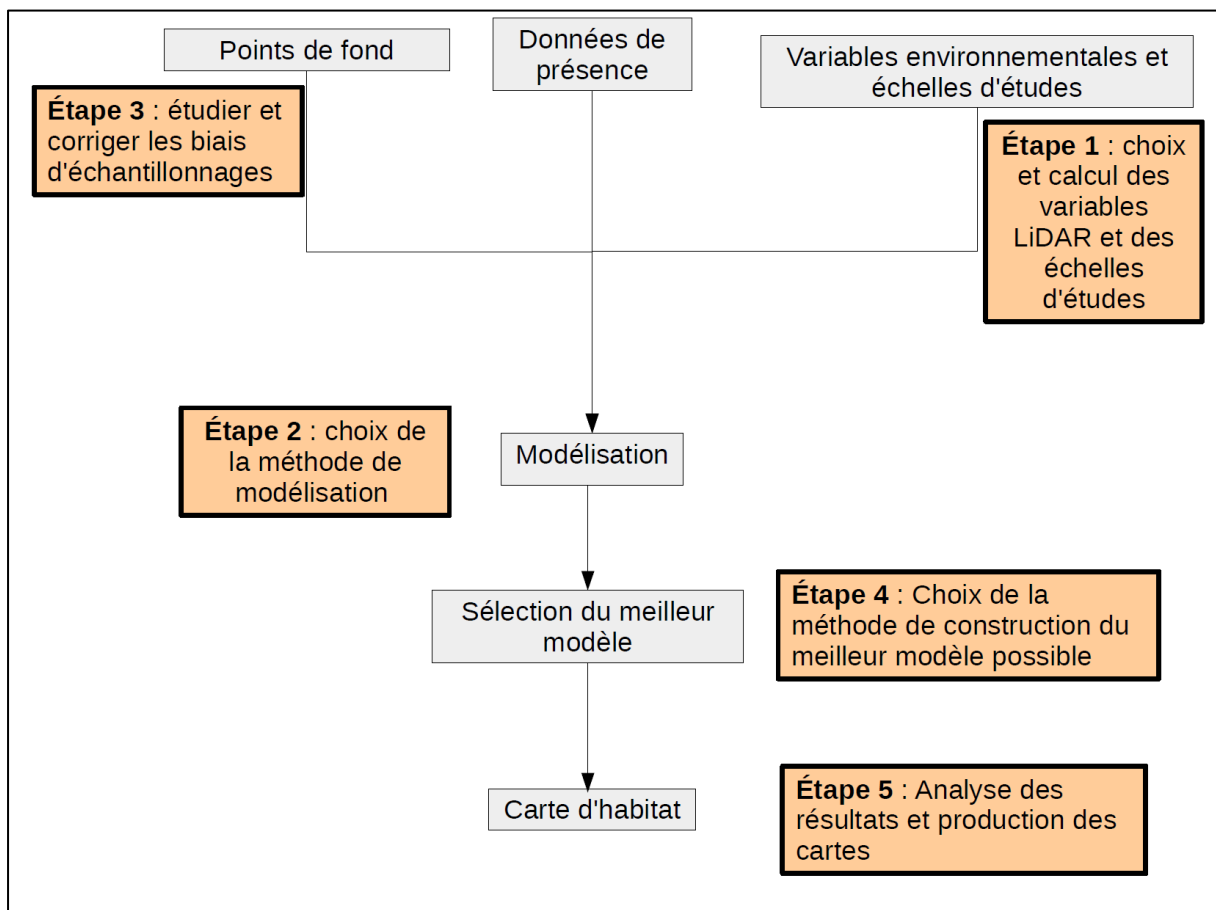 Points de fond
Données de
présence
Variables environnementales et
échelles d'études
Étape 3 : étudier et
corriger les biais
d'échantillonnages
Étape 1 : choix
et calcul des
variables
LiDAR et des
échelles
d'études
Étape 2 : choix de
la méthode de
modélisation
Modélisation
Sélection du meilleur
modèle
Étape 4 : Choix de la
méthode de construction du
meilleur modèle possible
Carte d'habitat
Étape 5 : Analyse des
résultats et production des
cartes